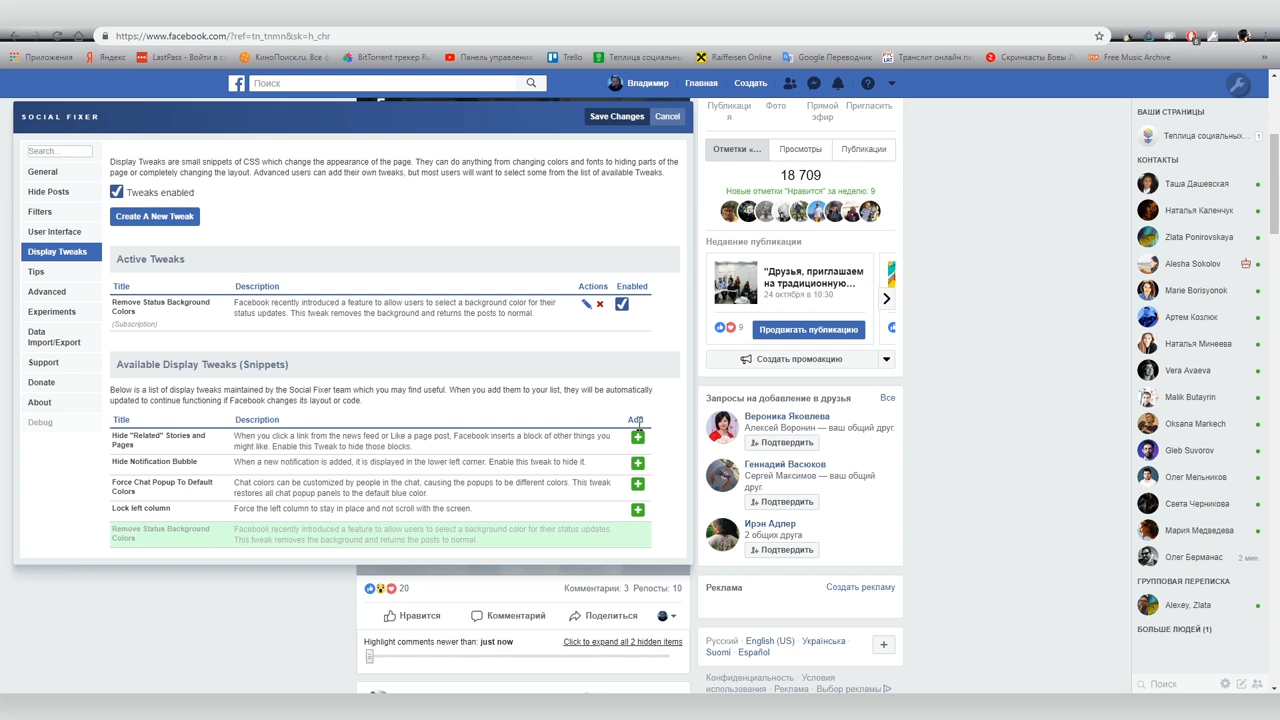 https://www.facebook.com/?ref=tn_tnmn&sk=h_chr
Приложения
Яндекс
LastPass - Войти в с
КиноПоиск.ru. Все ф
BitTorrent трекер Ru
Панель управления
Trello
Теплица социальны
Raiffeisen Online
Google Переводчик
Транслит онлайн пи
Скринкасты Вовы Л
Free Music Archive
»
Поиск
Владимир
Главная
Создать
SOCIAL FIXER
Save Changes
Cancel
Search...
General
Hide Posts
Filters
User Interface
Display Tweaks
Tips
Advanced
Experiments
Data
Import/Export
Support
Donate
About
Debug
Display Tweaks are small snippets of CSS which change the appearance of the page. They can do anything from changing colors and fonts to hiding parts of the
page or completely changing the layout. Advanced users can add their own tweaks, but most users will want to select some from the list of available Tweaks.
Tweaks enabled
Create A New Tweak
Active Tweaks
Title
Description
Actions
Enabled
Remove Status Background
Colors
(Subscription)
Facebook recently introduced a feature to allow users to select a background color for their
status updates. This tweak removes the background and returns the posts to normal.
Available Display Tweaks (Snippets)
Below is a list of display tweaks maintained by the Social Fixer team which you may find useful. When you add them to your list, they will be automatically
updated to continue functioning if Facebook changes its layout or code.
Title
Description
Add
Hide "Related" Stories and
Pages
When you click a link from the news feed or Like a page post, Facebook inserts a block of other things you
might like. Enable this Tweak to hide those blocks.
Hide Notification Bubble
When a new notification is added, it is displayed in the lower left corner. Enable this tweak to hide it.
Force Chat Popup To Default
Colors
Chat colors can be customized by people in the chat, causing the popups to be different colors. This tweak
restores all chat popup panels to the default blue color.
Lock left column
Force the left column to stay in place and not scroll with the screen.
Remove Status Background
Colors
Facebook recently introduced a feature to allow users to select a background color for their status updates.
This tweak removes the background and returns the posts to normal.
20
Комментарии: 3
Репосты: 10
Нравится
Комментарий
Поделиться
Highlight comments newer than: just now
Click to expand all 2 hidden items
Публикаци
я
Фото
Прямой
эфир
Пригласить
Отметки «...
Просмотры
Публикации
18 709
Новые отметки "Нравится" за неделю: 9
Недавние публикации
"Друзья, приглашаем
на традиционную...
24 октября в 10:30
9
Продвигать публикацию
Создать промоакцию
Запросы на добавление в друзья
Все
Вероника Яковлева
Алексей Воронин — ваш общий друг.
Подтвердить
Геннадий Васюков
Сергей Максимов — ваш общий
друг.
Подтвердить
Ирэн Адлер
2 общих друга
Подтвердить
Реклама
Создать рекламу
Русский · English (US) · Українська ·
Suomi · Español
Конфиденциальность · Условия
использования · Реклама · Выбор рекламы
ВАШИ СТРАНИЦЫ
Теплица социальных...
1
КОНТАКТЫ
Таша Дашевская
Наталья Каленчук
Zlata Ponirovskaya
Alesha Sokolov
Marie Borisyonok
Артем Козлюк
Наталья Минеева
Vera Avaeva
Malik Butayrin
Oksana Markech
Gleb Suvorov
Олег Мельников
Света Черникова
Мария Медведева
Олег Берманас
2 мин.
ГРУППОВАЯ ПЕРЕПИСКА
Alexey, Zlata
БОЛЬШЕ ЛЮДЕЙ (1)
Поиск